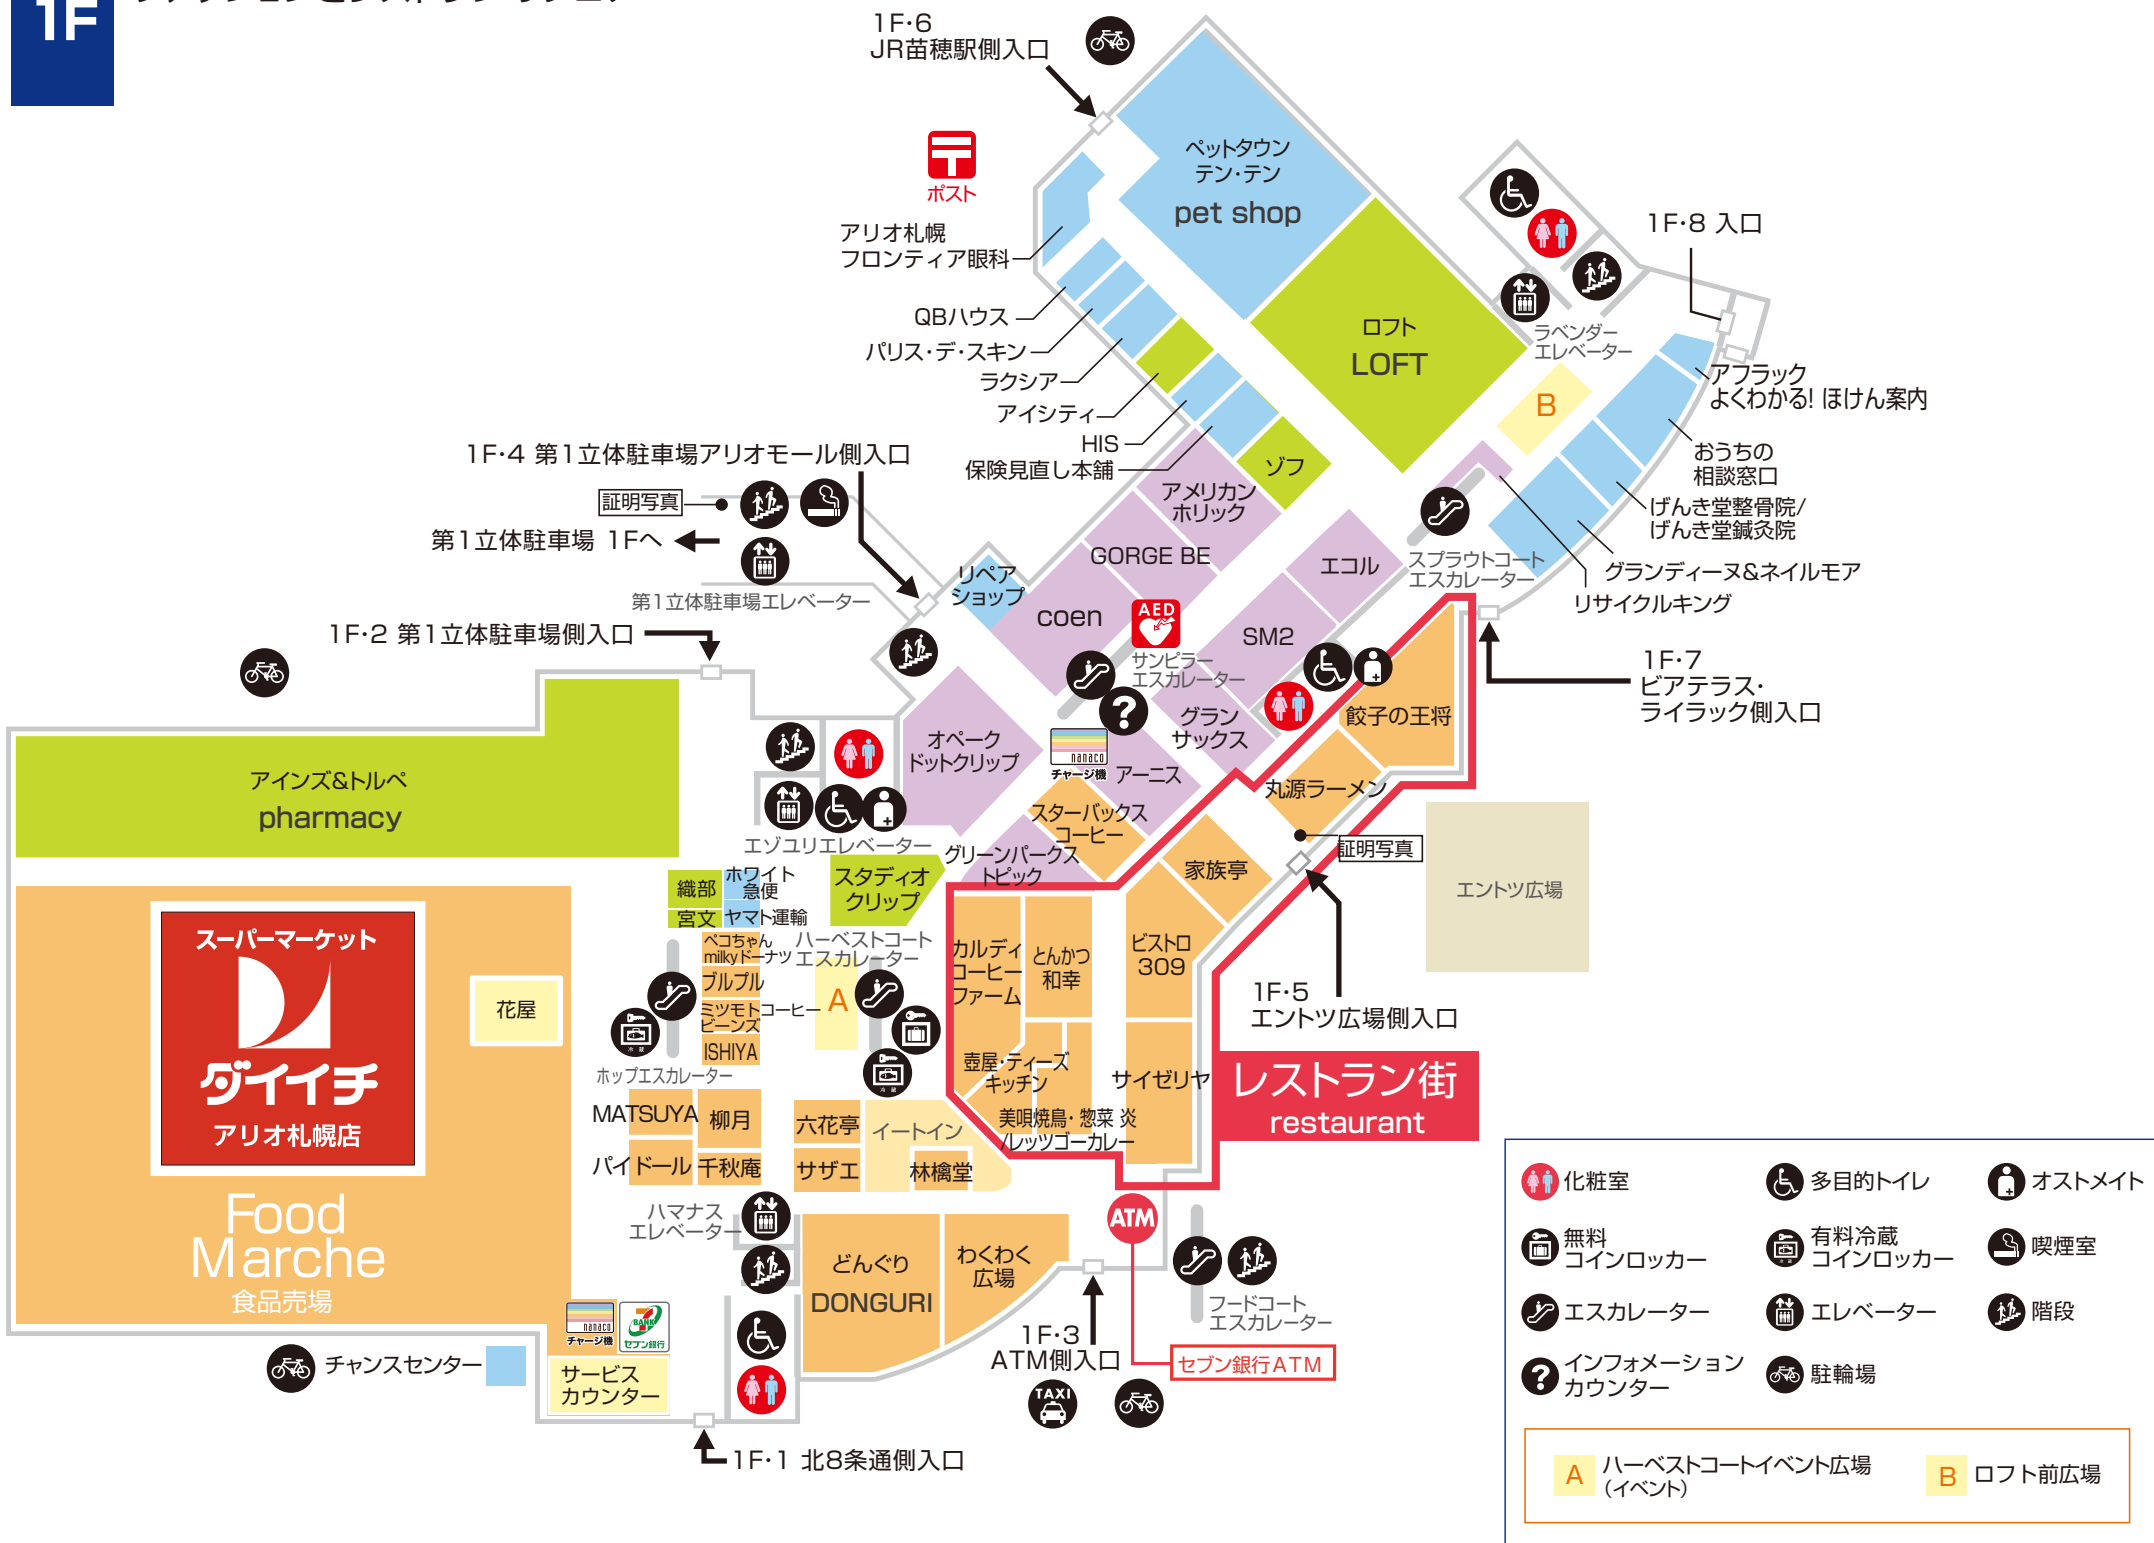 1F
1F・6
JR苗穂駅側入口
ポスト
ペットタウン
テン・テン
pet shop
アリオ札幌
フロンティア眼科
QBハウス
パリス・デ・スキン
ラクシア
アイシティ
HIS
保険見直し本舗
ロフト
LOFT
1F・8 入口
ラベンダー
エレベーター
B
アフラック
よくわかる! ほけん案内
おうちの
相談窓口
げんき堂整骨院/
げんき堂鍼灸院
グランディーヌ&ネイルモア
リサイクルキング
スプラウトコート
エスカレーター
1F・4 第1立体駐車場アリオモール側入口
証明写真
第1立体駐車場 1Fへ
第1立体駐車場エレベーター
1F・2 第1立体駐車場側入口
ゾフ
アメリカン
ホリック
GORGE BE
リペア
ショップ
coen
AED
サンピラー
エスカレーター
エコル
SM2
グラン
サックス
1F・7
ビアテラス・
ライラック側入口
餃子の王将
丸源ラーメン
証明写真
オペーク
ドットクリップ
nanaco
チャージ機
アーニス
スターバックス
コーヒー
グリーンパークス
トピック
家族亭
エントツ広場
アインズ&トルペ
pharmacy
エゾユリエレベーター
スタディオ
クリップ
織部
ホワイト
急便
宮文
ヤマト運輸
ペコちゃん
milkyドーナツ
ハーベストコート
エスカレーター
ブルプル
ミツモトコーヒー
ビーンズ
ISHIYA
A
カルディ
コーヒー
ファーム
とんかつ
和幸
ビストロ
309
1F・5
エントツ広場側入口
スーパーマーケット
ダイイチ
アリオ札幌店
花屋
ホップエスカレーター
壺屋・ティーズ
キッチン
サイゼリヤ
美唄焼鳥・惣菜 炎
/レッツゴーカレー
レストラン街
restaurant
MATSUYA
柳月
六花亭
イートイン
パイドール
千秋庵
サザエ
林檎堂
Food
Marche
食品売場
ハマナス
エレベーター
ATM
どんぐり
DONGURI
わくわく
広場
フードコート
エスカレーター
nanaco
チャージ機
BANK
セブン銀行
1F・3
ATM側入口
セブン銀行ATM
TAXI
チャンスセンター
サービス
カウンター
1F・1 北8条通側入口
化粧室
多目的トイレ
オストメイト
無料
コインロッカー
有料冷蔵
コインロッカー
喫煙室
エスカレーター
エレベーター
階段
インフォメーション
カウンター
駐輪場
A ハーベストコートイベント広場
(イベント)
B ロフト前広場